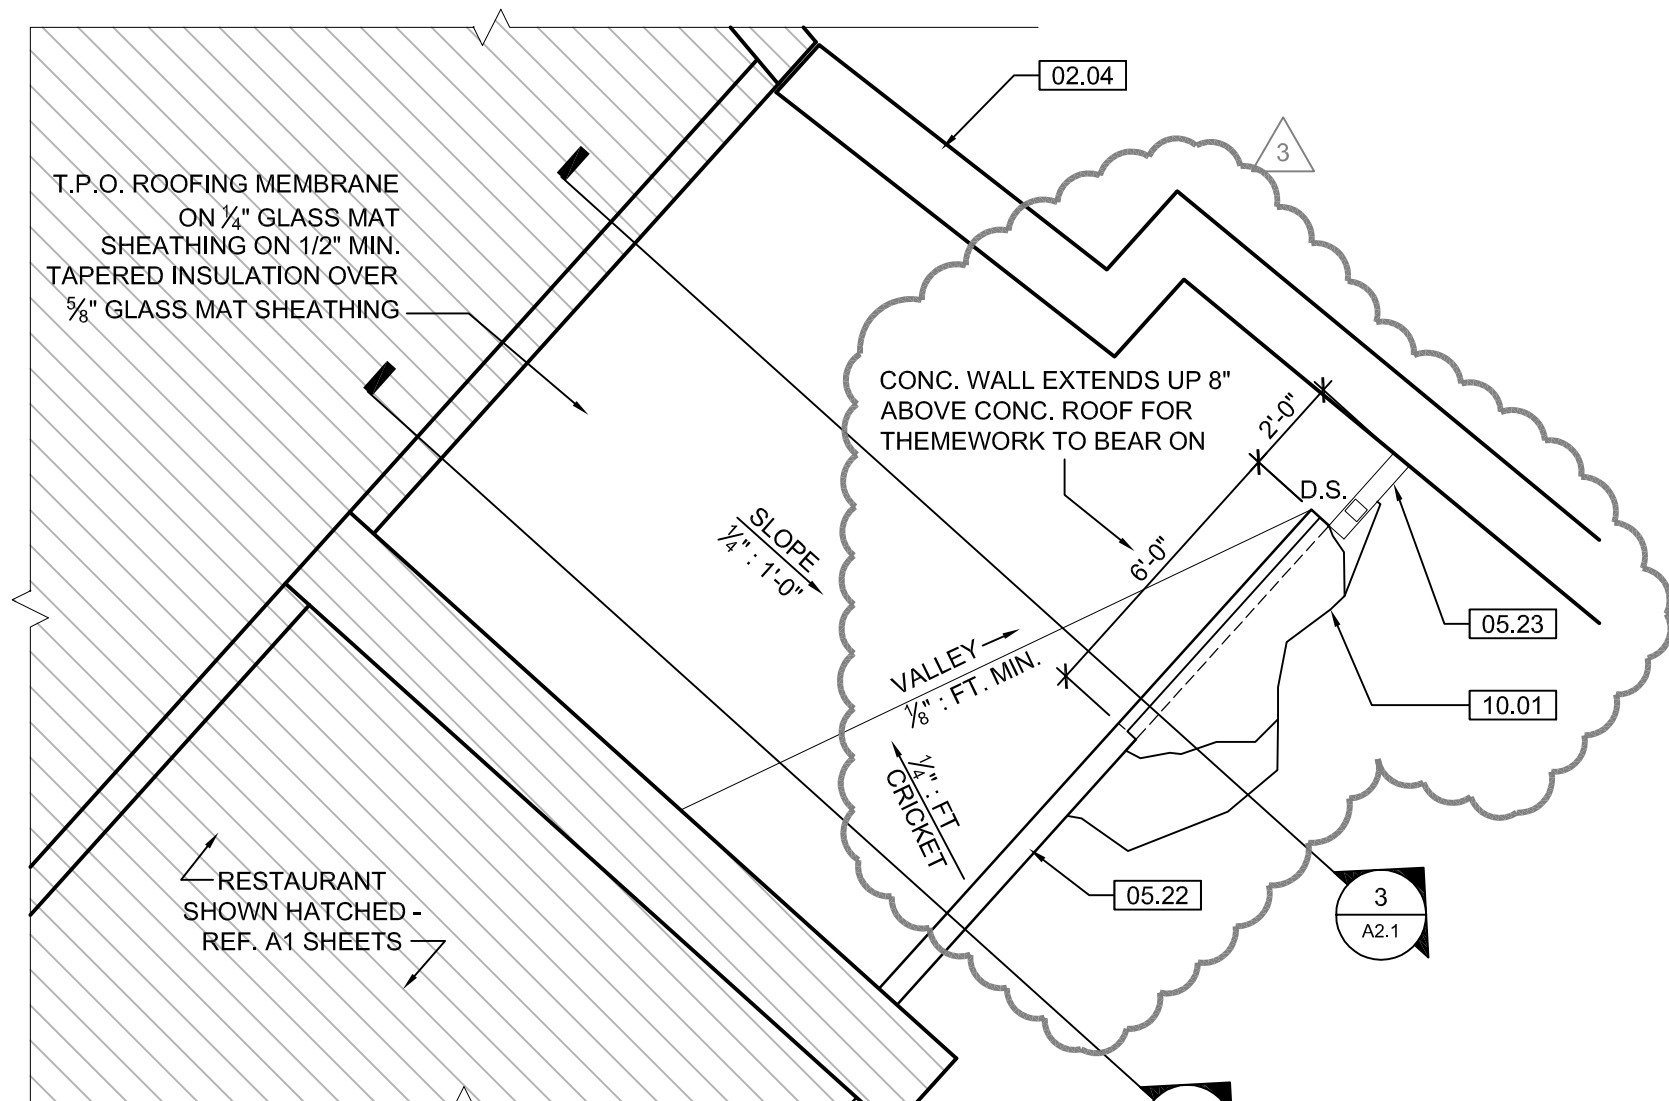 02.04
3
T.P.O. ROOFING MEMBRANE
ON 1/4" GLASS MAT
SHEATHING ON 1/2" MIN.
TAPERED INSULATION OVER
5/8" GLASS MAT SHEATHING
CONC. WALL EXTENDS UP 8"
ABOVE CONC. ROOF FOR
THEMEWORK TO BEAR ON
2'-0"
D.S.
SLOPE
1/4" : 1'-0"
6'-0"
05.23
VALLEY
1/8" : FT. MIN.
10.01
1/4" : FT
CRICKET
RESTAURANT
SHOWN HATCHED -
REF. A1 SHEETS
05.22
3
A2.1